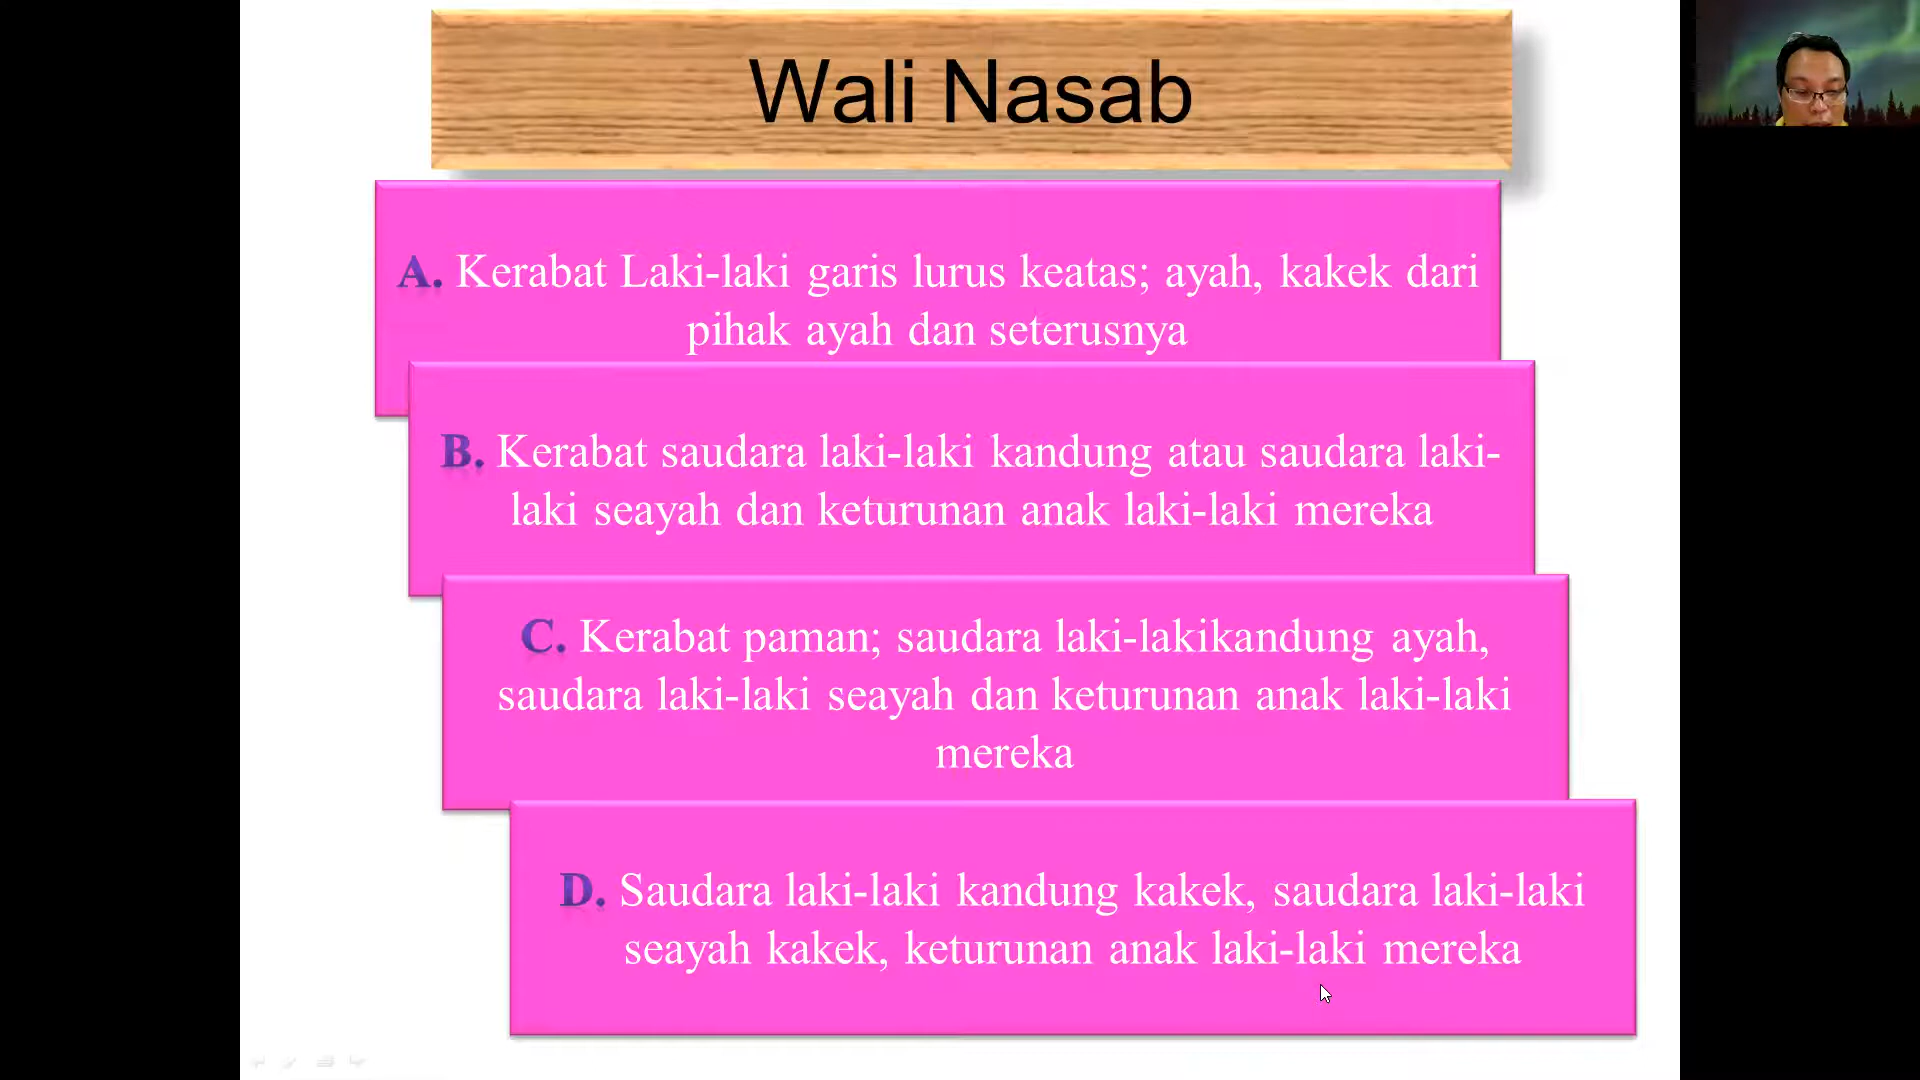 Wali Nasab
A. Kerabat Laki-laki garis lurus keatas; ayah, kakek dari
pihak ayah dan seterusnya
B. Kerabat saudara laki-laki kandung atau saudara laki-
laki seayah dan keturunan anak laki-laki mereka
C. Kerabat paman; saudara laki-lakikandung ayah,
saudara laki-laki seayah dan keturunan anak laki-laki
mereka
D. Saudara laki-laki kandung kakek, saudara laki-laki
seayah kakek, keturunan anak laki-laki mereka